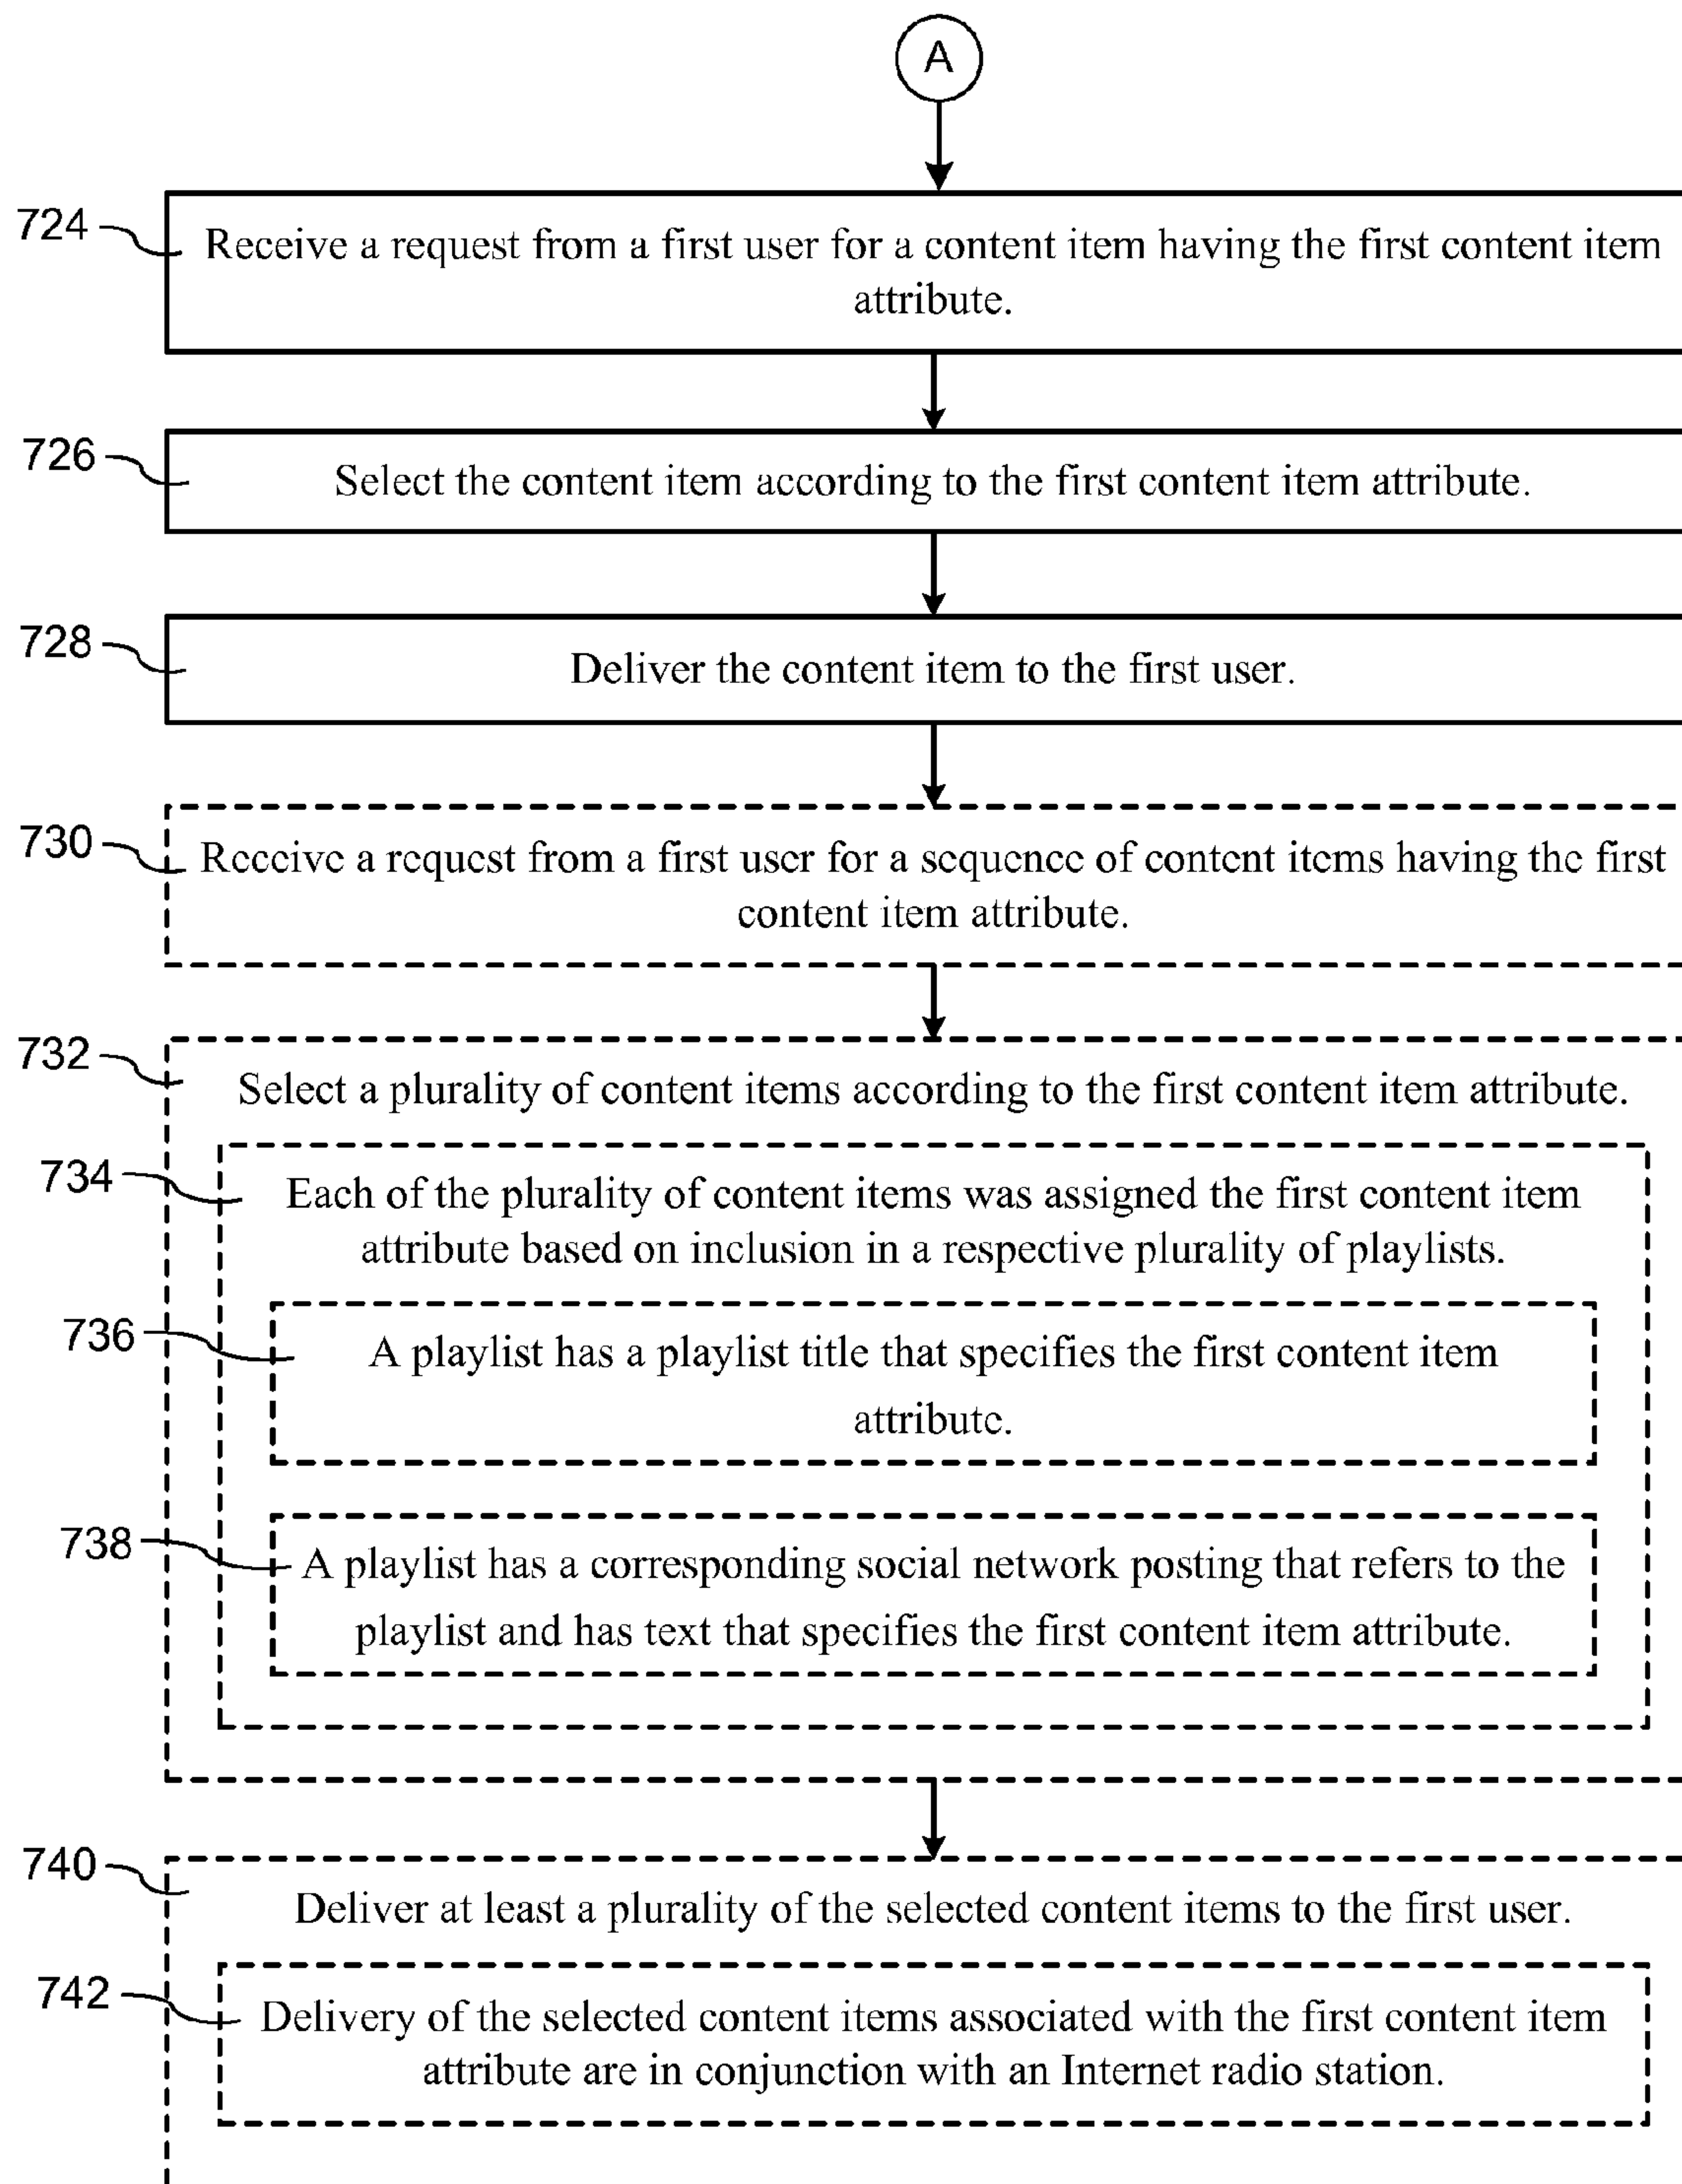 A
724
Receive a request from a first user for a content item having the first content item
attribute.
726
Select the content item according to the first content item attribute.
728
Deliver the content item to the first user.
730
Receive a request from a first user for a sequence of content items having the first
content item attribute.
732
Select a plurality of content items according to the first content item attribute.
734
Each of the plurality of content items was assigned the first content item
attribute based on inclusion in a respective plurality of playlists.
736
A playlist has a playlist title that specifies the first content item
attribute.
738
A playlist has a corresponding social network posting that refers to the
playlist and has text that specifies the first content item attribute.
740
Deliver at least a plurality of the selected content items to the first user.
742
Delivery of the selected content items associated with the first content item
attribute are in conjunction with an Internet radio station.